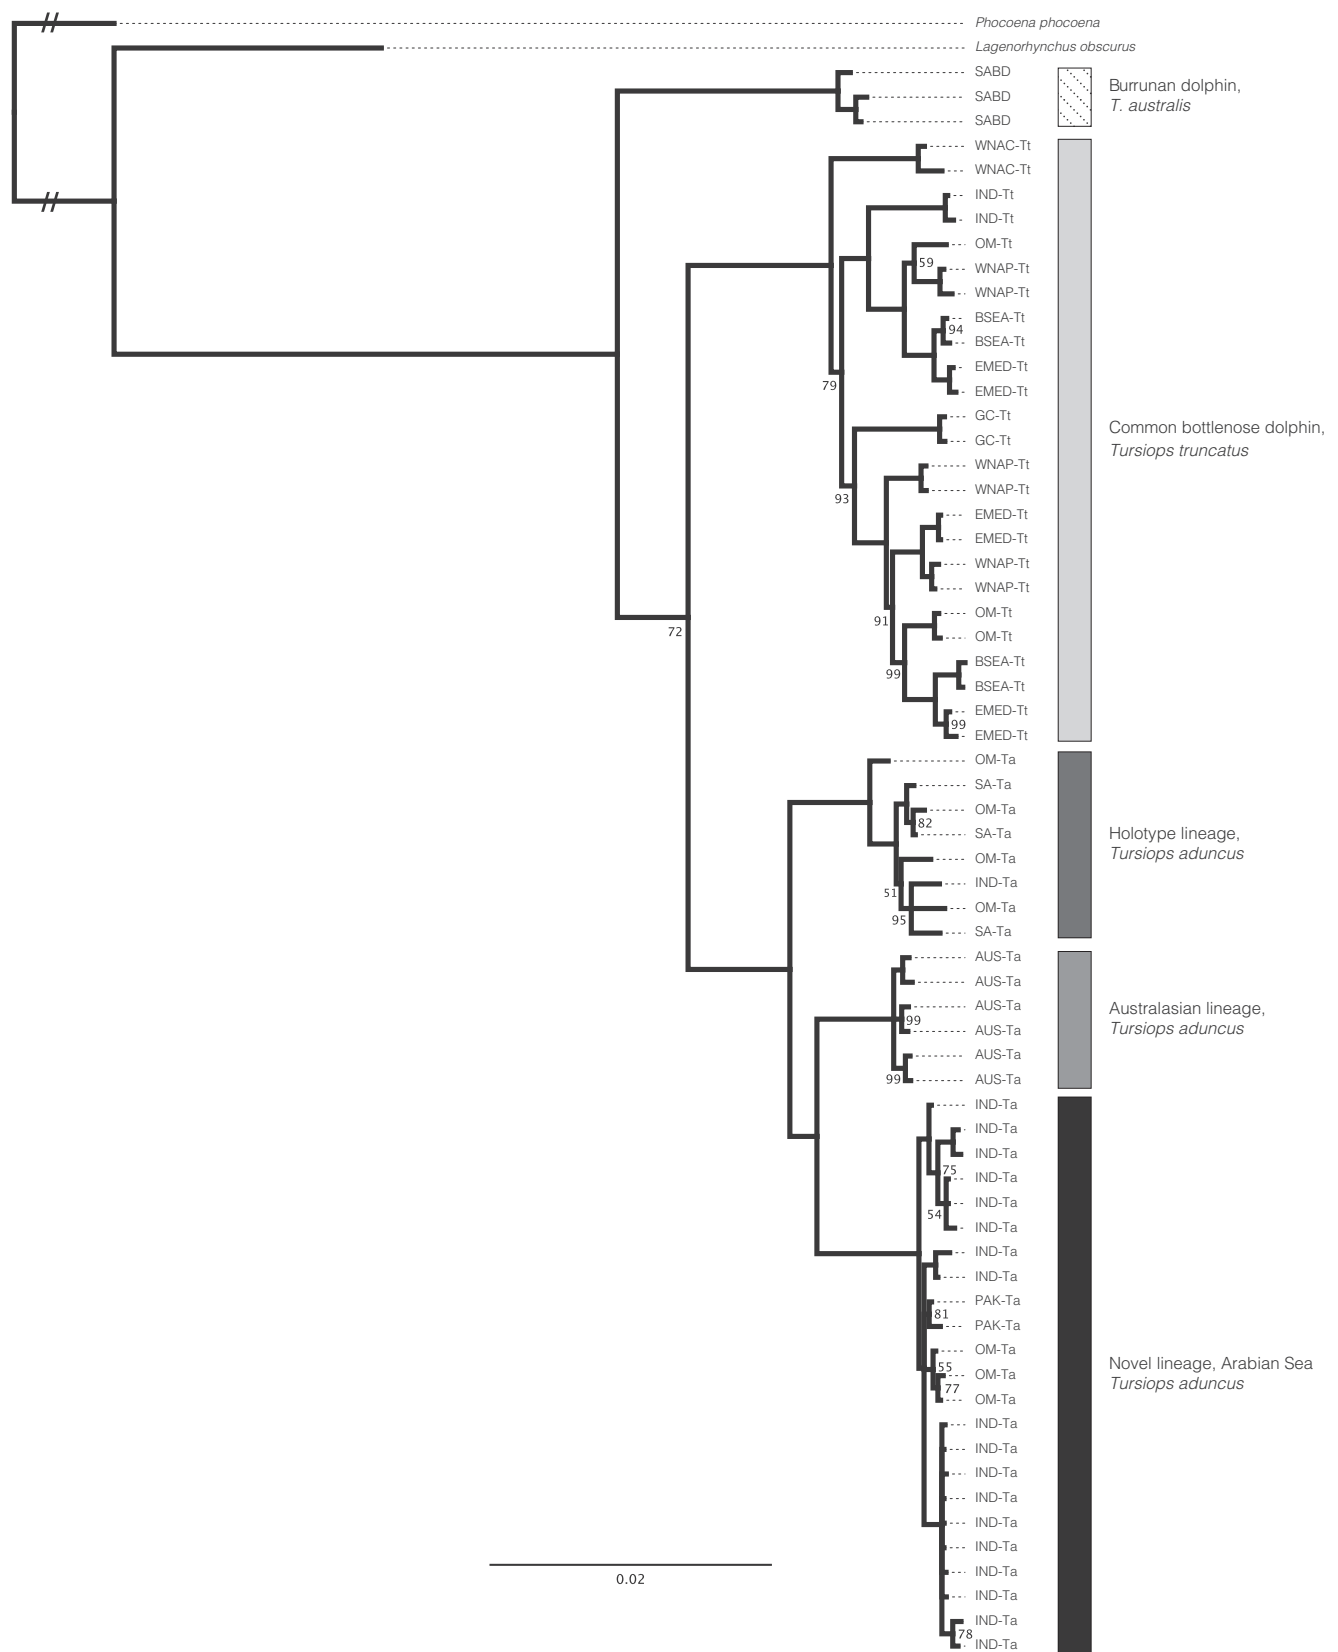 Phocoena phocoena
Lagenorhynchus obscurus
SABD
Burrunan dolphin,
SABD
T. australis
SABD
WNAC-Tt
WNAC-Tt
IND-Tt
IND-Tt
OM-Tt
59
WNAP-Tt
WNAP-Tt
BSEA-Tt
94
BSEA-Tt
EMED-Tt
79
EMED-Tt
GC-Tt
Common bottlenose dolphin,
GC-Tt
Tursiops truncatus
WNAP-Tt
WNAP-Tt
93
EMED-Tt
EMED-Tt
WNAP-Tt
WNAP-Tt
OM-Tt
91
72
OM-Tt
BSEA-Tt
99
BSEA-Tt
EMED-Tt
99
EMED-Tt
OM-Ta
SA-Ta
OM-Ta
82
SA-Ta
Holotype lineage,
Tursiops aduncus
OM-Ta
IND-Ta
51
OM-Ta
95
SA-Ta
AUS-Ta
AUS-Ta
AUS-Ta
Australasian lineage,
99
AUS-Ta
Tursiops aduncus
AUS-Ta
99
AUS-Ta
IND-Ta
IND-Ta
IND-Ta
75
IND-Ta
IND-Ta
54
IND-Ta
IND-Ta
IND-Ta
PAK-Ta
81
PAK-Ta
OM-Ta
Novel lineage, Arabian Sea
55
OM-Ta
Tursiops aduncus
77
OM-Ta
IND-Ta
IND-Ta
IND-Ta
IND-Ta
IND-Ta
IND-Ta
IND-Ta
0.02
IND-Ta
IND-Ta
78
IND-Ta